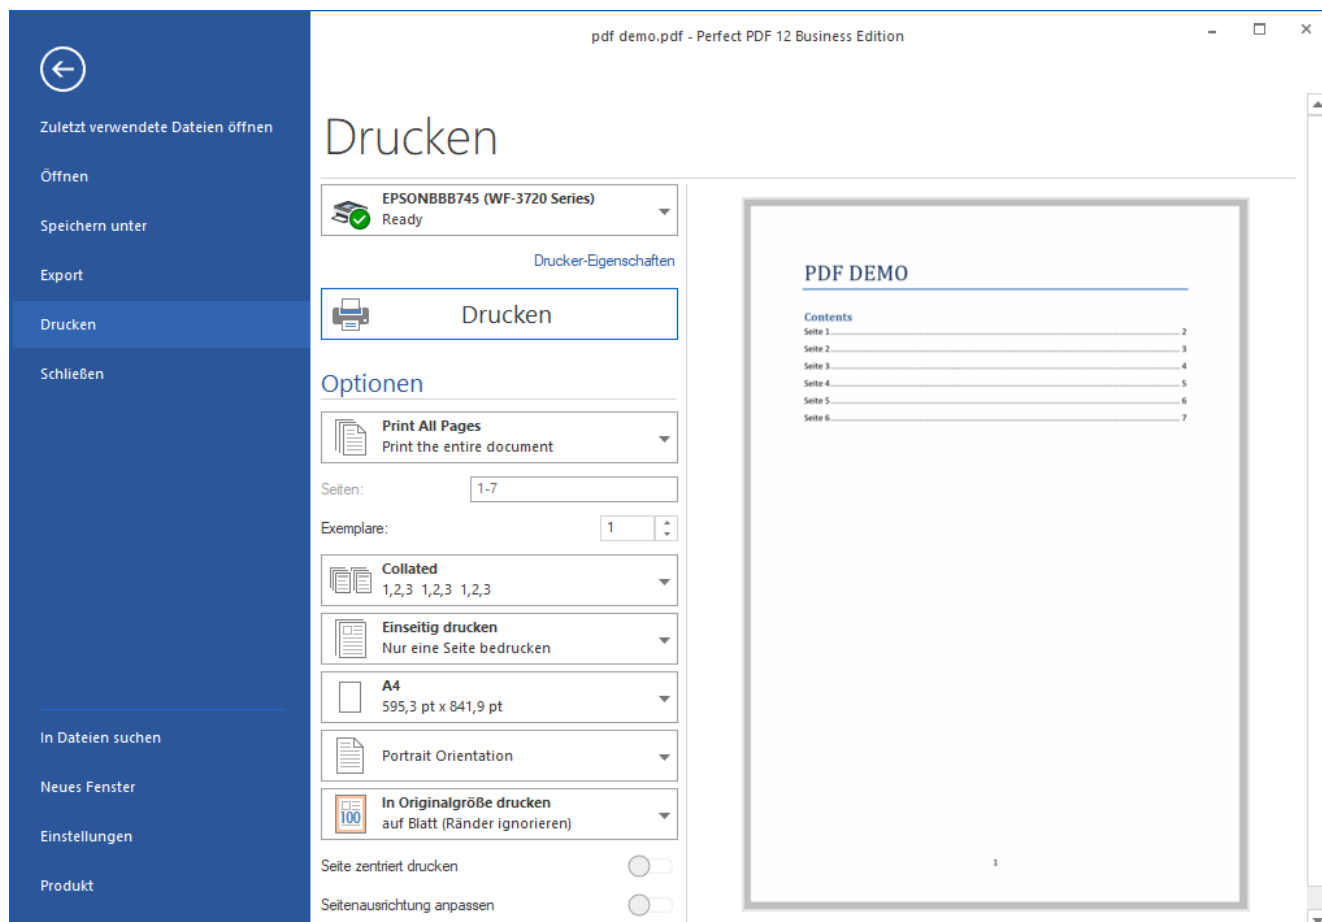 pdf demo.pdf - Perfect PDF 12 Business Edition
Zuletzt verwendete Dateien öffnen
Öffnen
Speichern unter
Export
Drucken
Schließen
In Dateien suchen
Neues Fenster
Einstellungen
Produkt
Drucken
EPSONBBB745 (WF-3720 Series)
Ready
Drucker-Eigenschaften
Drucken
Optionen
Print All Pages
Print the entire document
Seiten: 1-7
Exemplare: 1
Collated
1,2,3 1,2,3 1,2,3
Einseitig drucken
Nur eine Seite bedrucken
A4
595,3 pt x 841,9 pt
Portrait Orientation
100
In Originalgröße drucken
auf Blatt (Ränder ignorieren)
Seite zentriert drucken
Seitenausrichtung anpassen
PDF DEMO
Contents
Seite 1 2
Seite 2 3
Seite 3 4
Seite 4 5
Seite 5 6
Seite 6 7
1